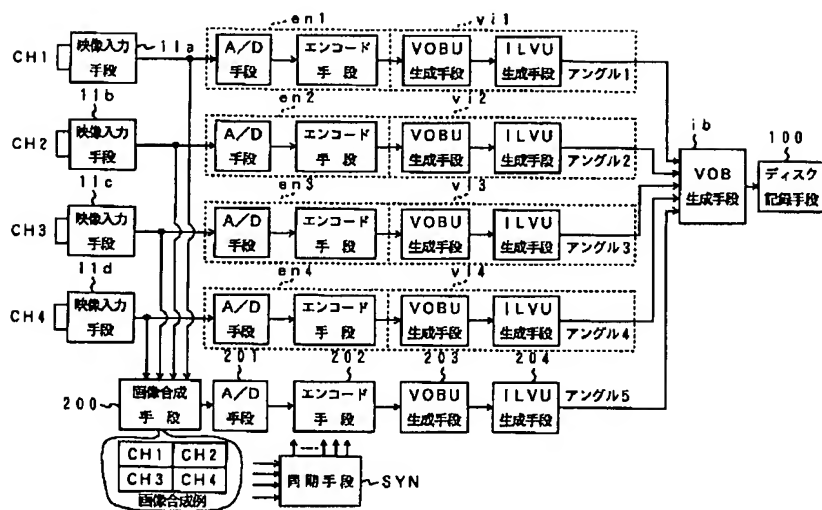 en1
vi1
CH1
映像入力
手段
11a
A/D
手段
エンコード
手 段
VOBU
生成手段
ILVU
生成手段
アングル1
11b
en2
vi2
CH2
映像入力
手段
A/D
手段
エンコード
手 段
VOBU
生成手段
ILVU
生成手段
アングル2
ib
VOB
生成手段
100
ディスク
記録手段
11c
en3
vi3
CH3
映像入力
手段
A/D
手段
エンコード
手 段
VOBU
生成手段
ILVU
生成手段
アングル3
11d
en4
vi4
CH4
映像入力
手段
A/D
手段
エンコード
手 段
VOBU
生成手段
ILVU
生成手段
アングル4
201
202
203
204
200
画像合成
手 段
A/D
手段
エンコード
手 段
VOBU
生成手段
ILVU
生成手段
アングル5
CH1 CH2
CH3 CH4
画像合成例
同期手段
SYN